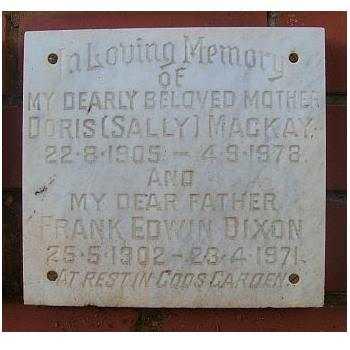 In Loving Memory
OF
MY DEARLY BELOVED MOTHER
DORIS (SALLY) MACKAY.
22-8-1905 - 4-9-1978
AND
MY DEAR FATHER
FRANK EDWIN DIXON
25-5-1902 - 23-4-1971
AT REST IN GODS GARDEN